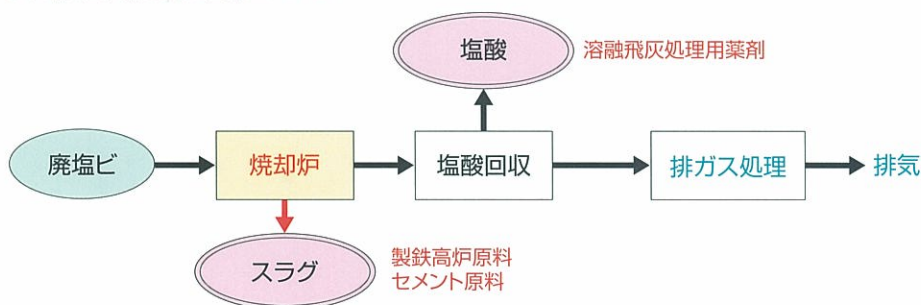 塩酸
溶融飛灰処理用薬剤
廃塩ビ
焼却炉
塩酸回収
排ガス処理
排気
スラグ
製鉄高炉原料
セメント原料